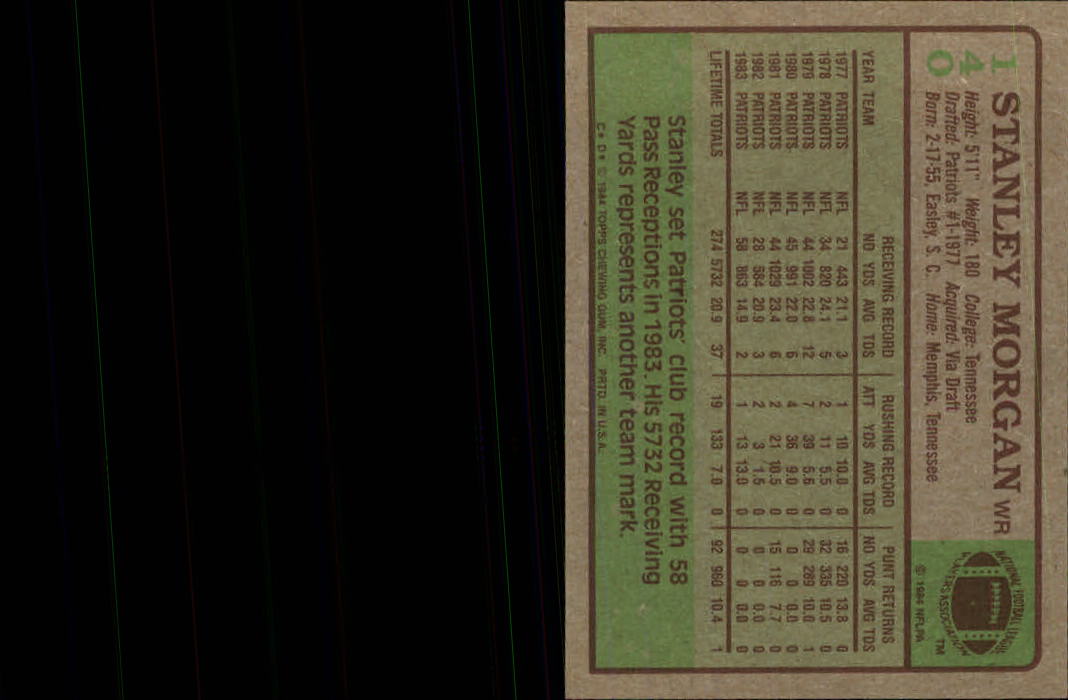 140
STANLEY MORGAN WR
Height: 5'11" Weight: 180 College: Tennessee
Drafted: Patriots #1-1977 Acquired: Via Draft
Born: 2-17-55, Easley, S. C. Home: Memphis, Tennessee
NATIONAL FOOTBALL LEAGUE
PLAYERS ASSOCIATION
TM
© 1984 NFLPA
RECEIVING RECORD RUSHING RECORD PUNT RETURNS
YEAR TEAM NO YDS AVG TDS ATT YDS AVG TDS NO YDS AVG TDS
1977 PATRIOTS NFL 21 443 21.1 3 1 10 10.0 0 16 220 13.8 0
1978 PATRIOTS NFL 34 820 24.1 5 2 11 5.5 0 32 335 10.5 0
1979 PATRIOTS NFL 44 1002 22.8 12 7 39 5.6 0 29 289 10.0 1
1980 PATRIOTS NFL 45 991 22.0 6 4 36 9.0 0 0 0 0.0 0
1981 PATRIOTS NFL 44 1029 23.4 6 2 21 10.5 0 15 116 7.7 0
1982 PATRIOTS NFL 28 584 20.9 3 2 3 1.5 0 0 0 0.0 0
1983 PATRIOTS NFL 58 863 14.9 2 1 13 13.0 0 0 0 0.0 0
LIFETIME TOTALS 274 5732 20.9 37 19 133 7.0 0 92 960 10.4 1
Stanley set Patriots' club record with 58
Pass Receptions in 1983. His 5732 Receiving
Yards represents another team mark.
C* D* © 1984 TOPPS CHEWING GUM, INC. PRTD. IN U.S.A.